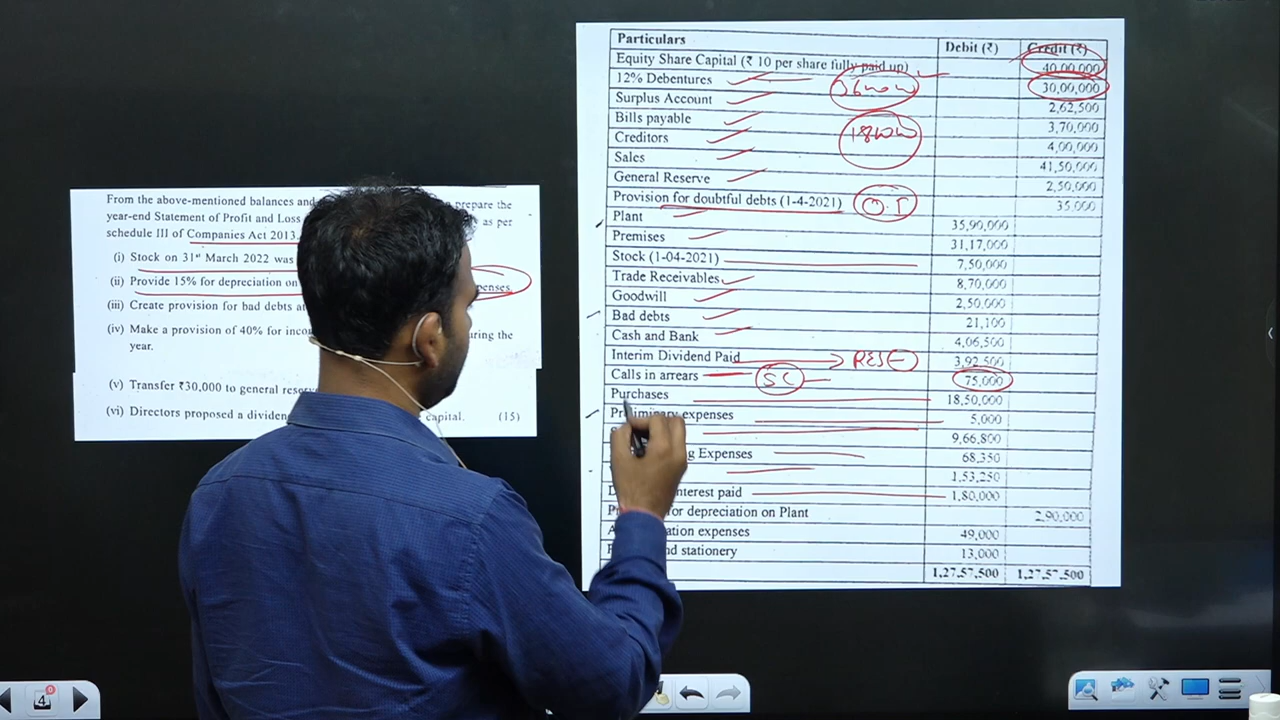 From the above-mentioned balances and prepare the
year-end Statement of Profit and Loss as per
schedule III of Companies Act 2013.
(i) Stock on 31st March 2022 was
(ii) Provide 15% for depreciation on penses.
(iii) Create provision for bad debts at
(iv) Make a provision of 40% for inco uring the
year.
(v) Transfer ₹30,000 to general reser
(vi) Directors proposed a dividen capital. (15)
Particulars Debit (₹) Credit (₹)
Equity Share Capital (₹ 10 per share fully paid up) 40,00,000
12% Debentures 30,00,000
Surplus Account 2,62,500
Bills payable 3,70,000
Creditors 4,00,000
Sales 41,50,000
General Reserve 2,50,000
Provision for doubtful debts (1-4-2021) O.I 35,000
Plant 35,90,000
Premises 31,17,000
Stock (1-04-2021) 7,50,000
Trade Receivables 8,70,000
Goodwill 2,50,000
Bad debts 21,100
Cash and Bank 4,06,500
Interim Dividend Paid RES 3,92,500
Calls in arrears SC 75,000
Purchases 18,50,000
Preliminary expenses 5,000
9,66,800
g Expenses 68,350
1,53,250
nterest paid 1,80,000
for depreciation on Plant 2,90,000
ation expenses 49,000
nd stationery 13,000
1,27,57,500 1,27,57,500
4